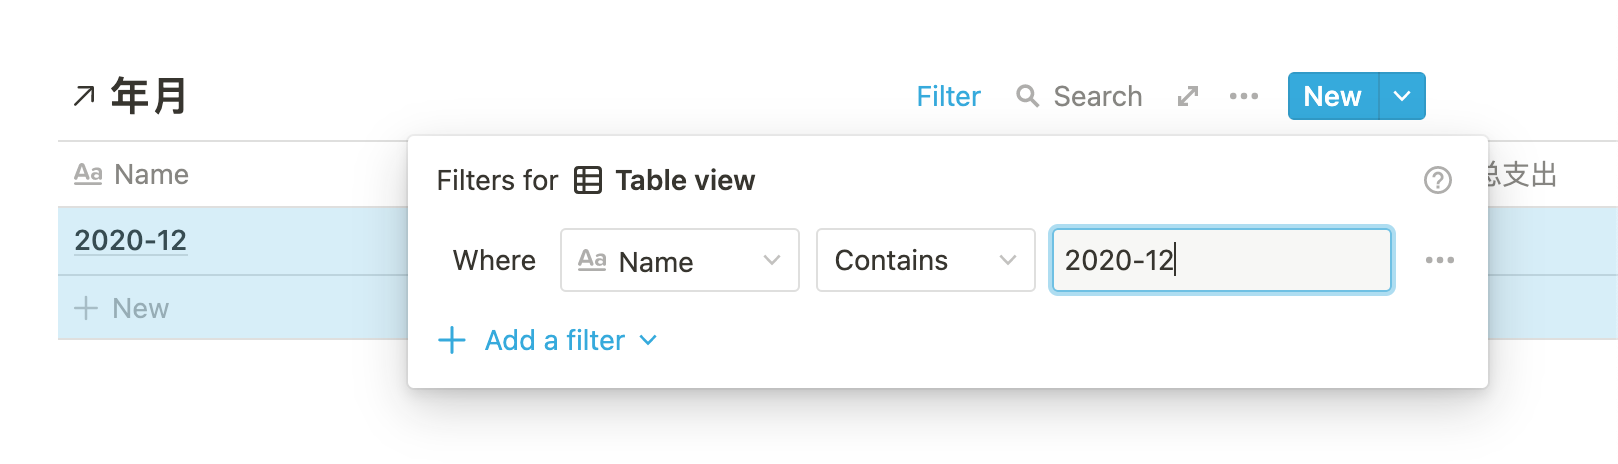 年月
Filter Search New
Aa Name
总支出
2020-12
New
Filters for Table view
Where Aa Name Contains 2020-12
Add a filter